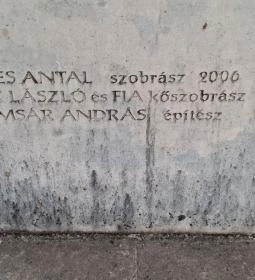 ES ANTAL szobrász 2006
LÁSZLÓ és FIA kőszobrász
MSÁR ANDRÁS építész